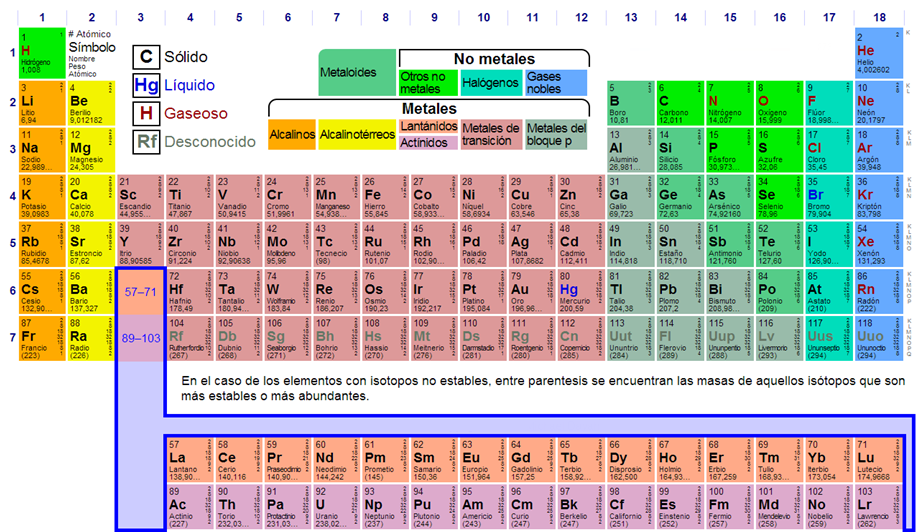 1 2 3 4 5 6 7 8 9 10 11 12 13 14 15 16 17 18
# Atómico
Símbolo
Nombre
Peso
Atómico
C Sólido
Hg Líquido
H Gaseoso
Rf Desconocido
Metaloides
No metales
Otros no metales
Halógenos
Gases nobles
Metales
Alcalinos
Alcalinotérreos
Lantánidos
Actínidos
Metales de transición
Metales del bloque p
1
1 2
H He
Hidrógeno Helio
1,008 4,002602
2
3 4 5 6 7 8 9 10
Li Be B C N O F Ne
Litio Berilio Boro Carbono Nitrógeno Oxígeno Flúor Neón
6,94 9,012182 10,81 12,011 14,007 15,999 18,998... 20,1797
3
11 12 13 14 15 16 17 18
Na Mg Al Si P S Cl Ar
Sodio Magnesio Aluminio Silicio Fósforo Azufre Cloro Argón
22,989... 24,305 26,981... 28,085 30,973... 32,06 35,45 39,948
4
19 20 21 22 23 24 25 26 27 28 29 30 31 32 33 34 35 36
K Ca Sc Ti V Cr Mn Fe Co Ni Cu Zn Ga Ge As Se Br Kr
Potasio Calcio Escandio Titanio Vanadio Cromo Manganeso Hierro Cobalto Níquel Cobre Zinc Galio Germanio Arsénico Selenio Bromo Kriptón
39,0983 40,078 44,955... 47,867 50,9415 51,9961 54,938... 55,845 58,933... 58,6934 63,546 65,38 69,723 72,63 74,92160 78,96 79,904 83,798
5
37 38 39 40 41 42 43 44 45 46 47 48 49 50 51 52 53 54
Rb Sr Y Zr Nb Mo Tc Ru Rh Pd Ag Cd In Sn Sb Te I Xe
Rubidio Estroncio Itrio Circonio Niobio Molibdeno Tecnecio Rutenio Rodio Paladio Plata Cadmio Indio Estaño Antimonio Telurio Yodo Xenón
85,4678 87,62 88,90585 91,224 92,90638 95,96 (98) 101,07 102,90... 106,42 107,8682 112,411 114,818 118,710 121,760 127,60 126,90... 131,293
6
55 56 57–71 72 73 74 75 76 77 78 79 80 81 82 83 84 85 86
Cs Ba Hf Ta W Re Os Ir Pt Au Hg Tl Pb Bi Po At Rn
Cesio Bario Hafnio Tantalio Wolframio Renio Osmio Iridio Platino Oro Mercurio Talio Plomo Bismuto Polonio Astato Radón
132,90... 137,327 178,49 180,94... 183,84 186,207 190,23 192,217 195,084 196,96... 200,59 204,38 207,2 208,98... (209) (210) (222)
7
87 88 89–103 104 105 106 107 108 109 110 111 112 113 114 115 116 117 118
Fr Ra Rf Db Sg Bh Hs Mt Ds Rg Cn Uut Fl Uup Lv Uus Uuo
Francio Radio Rutherfordio Dubnio Seaborgio Bohrio Hassio Meitnerio Darmstadio Roentgenio Copernicio Ununtrio Flerovio Ununpentio Livermorio Ununseptio Ununoctio
(223) (226) (267) (268) (271) (272) (270) (276) (281) (280) (285) (284) (289) (288) (293) (294) (294)
En el caso de los elementos con isotopos no estables, entre parentesis se encuentran las masas de aquellos isótopos que son
más estables o más abundantes.
57 58 59 60 61 62 63 64 65 66 67 68 69 70 71
La Ce Pr Nd Pm Sm Eu Gd Tb Dy Ho Er Tm Yb Lu
Lantano Cerio Praseodimio Neodimio Prometio Samario Europio Gadolinio Terbio Disprosio Holmio Erbio Tulio Iterbio Lutecio
138,90... 140,116 140,90... 144,242 (145) 150,36 151,964 157,25 158,92... 162,500 164,93... 167,259 168,93... 173,054 174,9668
89 90 91 92 93 94 95 96 97 98 99 100 101 102 103
Ac Th Pa U Np Pu Am Cm Bk Cf Es Fm Md No Lr
Actinio Torio Protactinio Uranio Neptunio Plutonio Americio Curio Berkelio Californio Einstenio Fermio Mendelevio Nobelio Lawrencio
(227) 232,03... 231,03... 238,02... (237) (244) (243) (247) (247) (251) (252) (257) (258) (259) (262)